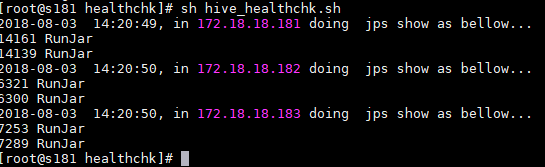 [root@s181 healthchk]# sh hive_healthchk.sh
2018-08-03  14:20:49, in 172.18.18.181 doing  jps show as bellow...
14161 RunJar
14139 RunJar
2018-08-03  14:20:50, in 172.18.18.182 doing  jps show as bellow...
6321 RunJar
6300 RunJar
2018-08-03  14:20:50, in 172.18.18.183 doing  jps show as bellow...
7253 RunJar
7289 RunJar
[root@s181 healthchk]#